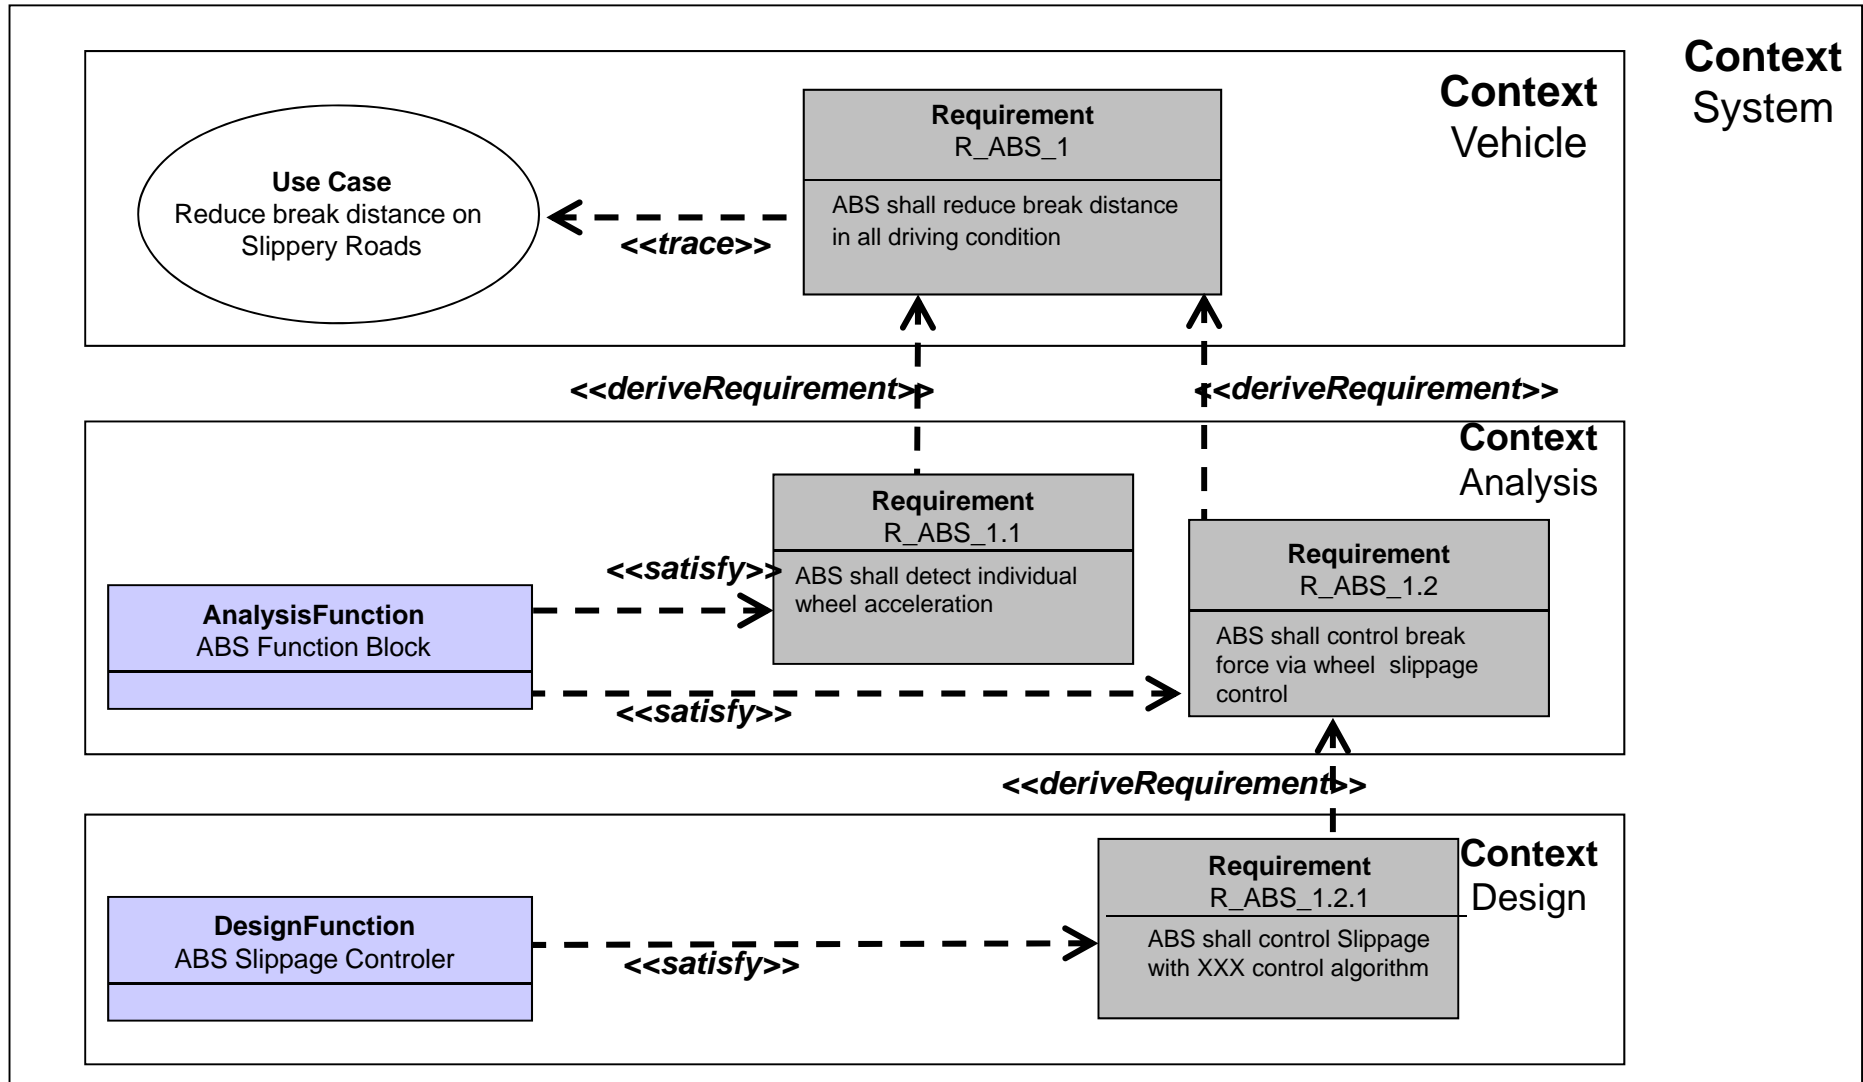 Context
System
Context
Vehicle
Requirement
R_ABS_1
ABS shall reduce break distance
in all driving condition
Use Case
Reduce break distance on
Slippery Roads
<<trace>>
<<deriveRequirement>>
<<deriveRequirement>>
Context
Analysis
Requirement
R_ABS_1.1
ABS shall detect individual
wheel acceleration
Requirement
R_ABS_1.2
ABS shall control break
force via wheel  slippage
control
<<satisfy>>
AnalysisFunction
ABS Function Block
<<satisfy>>
<<deriveRequirement>>
Context
Design
Requirement
R_ABS_1.2.1
ABS shall control Slippage
with XXX control algorithm
DesignFunction
ABS Slippage Controler
<<satisfy>>